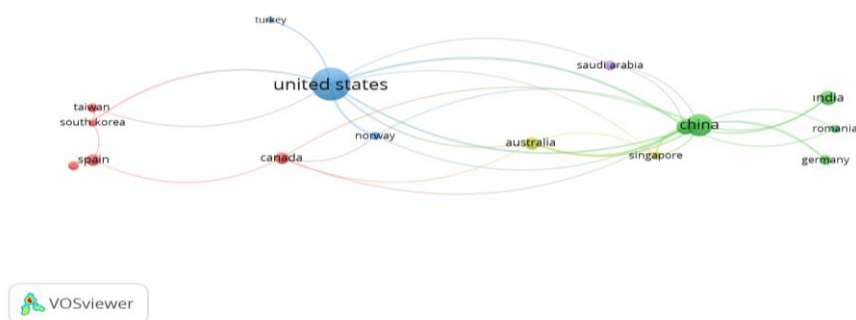 turkey
saudi arabia
united states
india
taiwan
south korea
china
romania
norway
australia
canada
singapore
spain
germany
VOSviewer